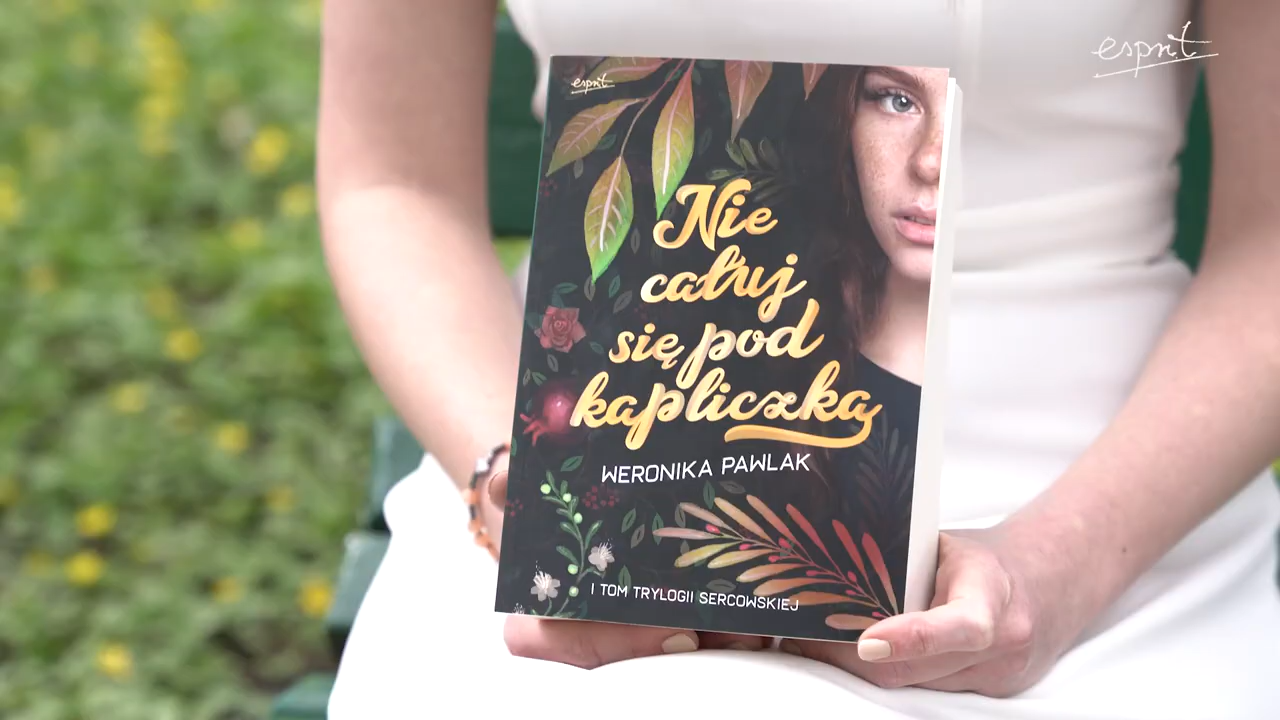 esprit
esprit
Nie
całuj
się pod
kapliczką
WERONIKA PAWLAK
I TOM TRYLOGII SERCOWSKIEJ